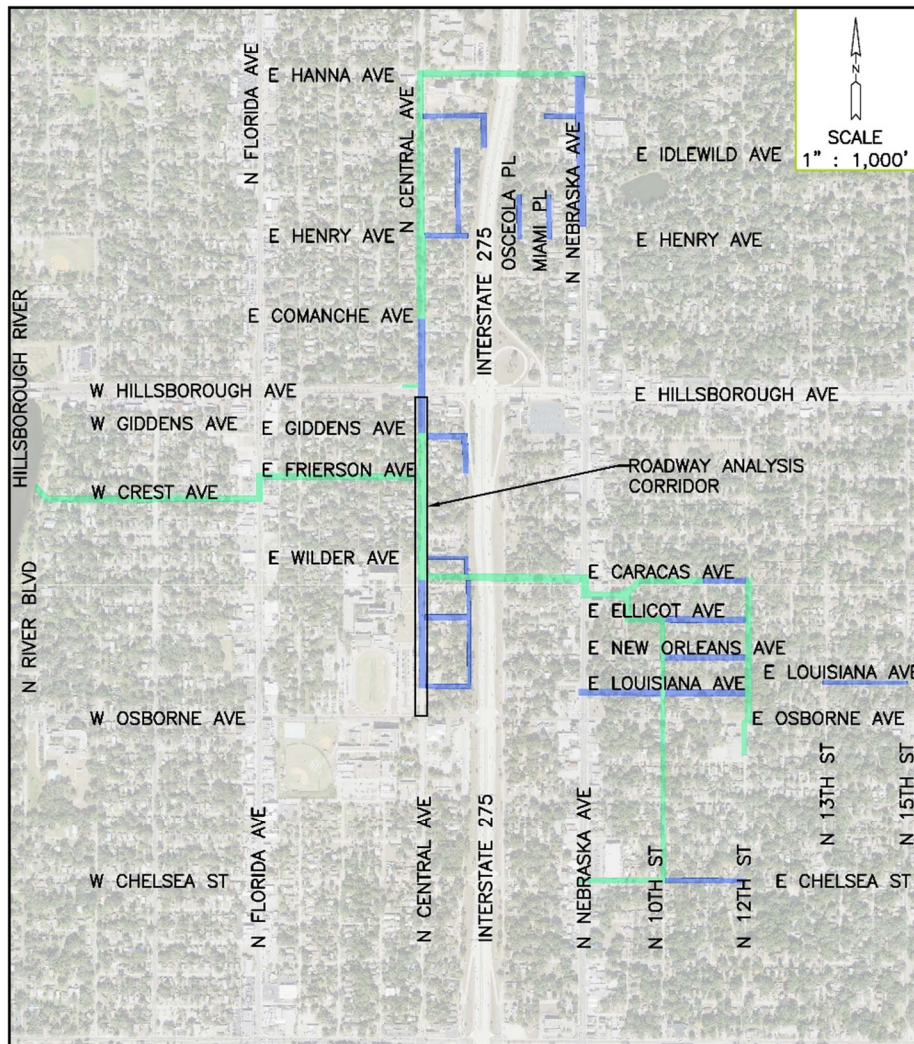 N
SCALE
1" : 1,000'
E HANNA AVE
N FLORIDA AVE
N CENTRAL AVE
E IDLEWILD AVE
OSCEOLA PL
MIAMI PL
N NEBRASKA AVE
E HENRY AVE
E HENRY AVE
INTERSTATE 275
E COMANCHE AVE
HILLSBOROUGH RIVER
W HILLSBOROUGH AVE
E HILLSBOROUGH AVE
W GIDDENS AVE
E GIDDENS AVE
E FRIERSON AVE
ROADWAY ANALYSIS
CORRIDOR
W CREST AVE
E WILDER AVE
E CARACAS AVE
E ELLICOT AVE
N RIVER BLVD
E NEW ORLEANS AVE
E LOUISIANA AVE
E LOUISIANA AVE
W OSBORNE AVE
E OSBORNE AVE
N 13TH ST
N 15TH ST
N FLORIDA AVE
N CENTRAL AVE
INTERSTATE 275
N NEBRASKA AVE
N 10TH ST
N 12TH ST
W CHELSEA ST
E CHELSEA ST